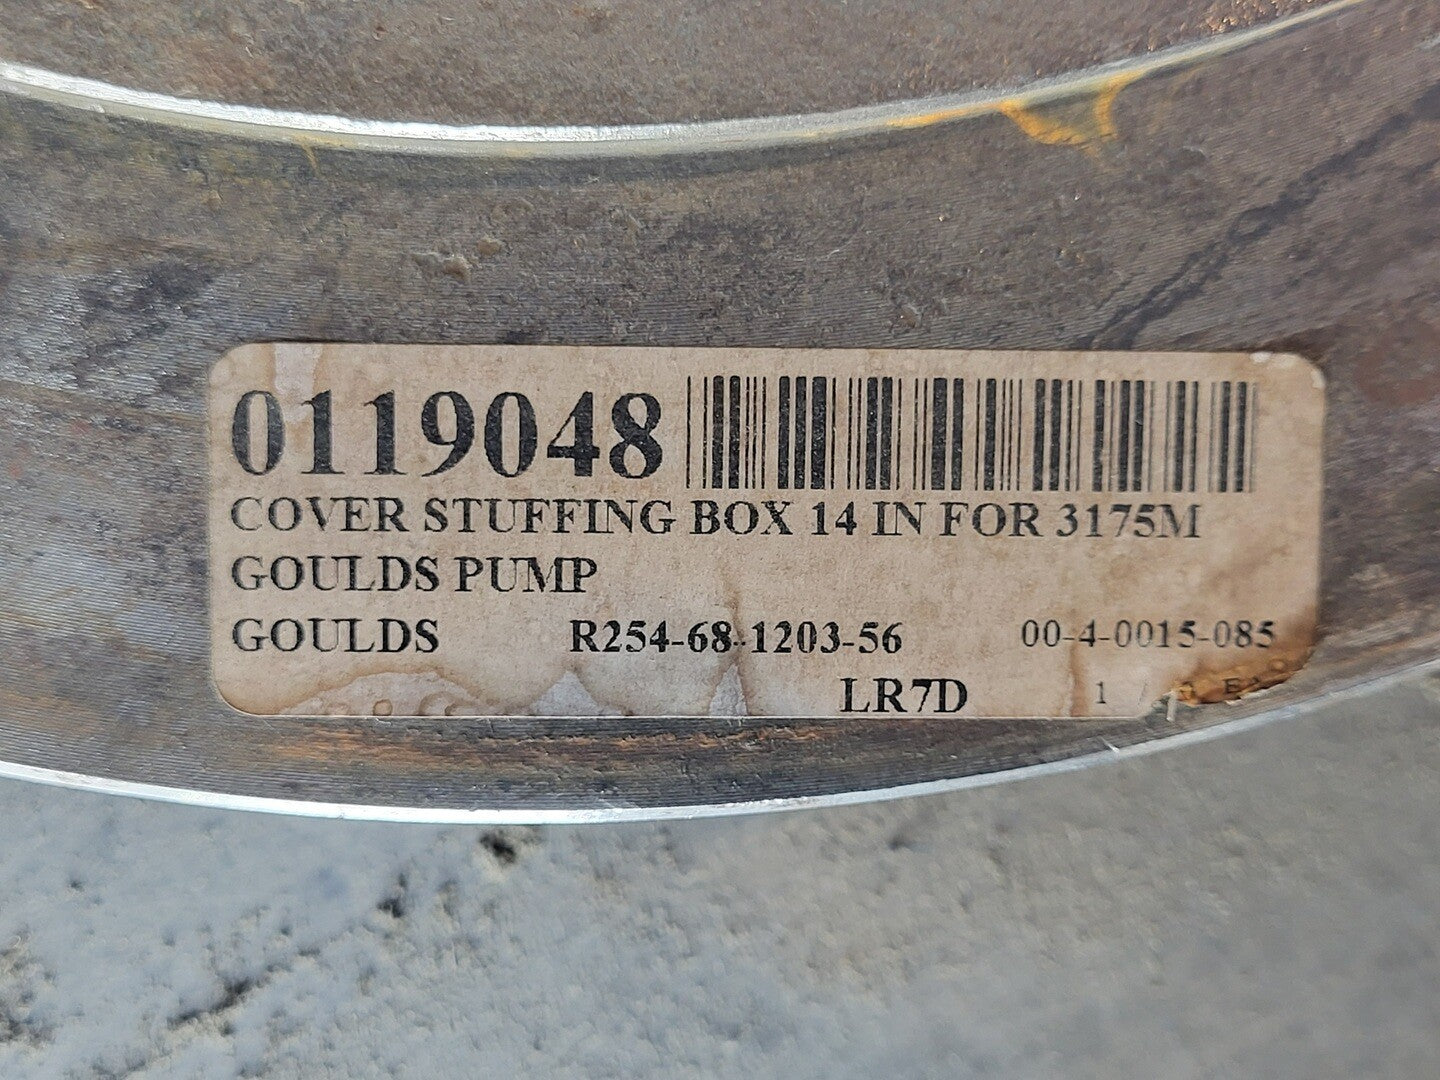 0119048
COVER STUFFING BOX 14 IN FOR 3175M
GOULDS PUMP
GOULDS R254-68-1203-56 00-4-0015-085
LR7D 1 /